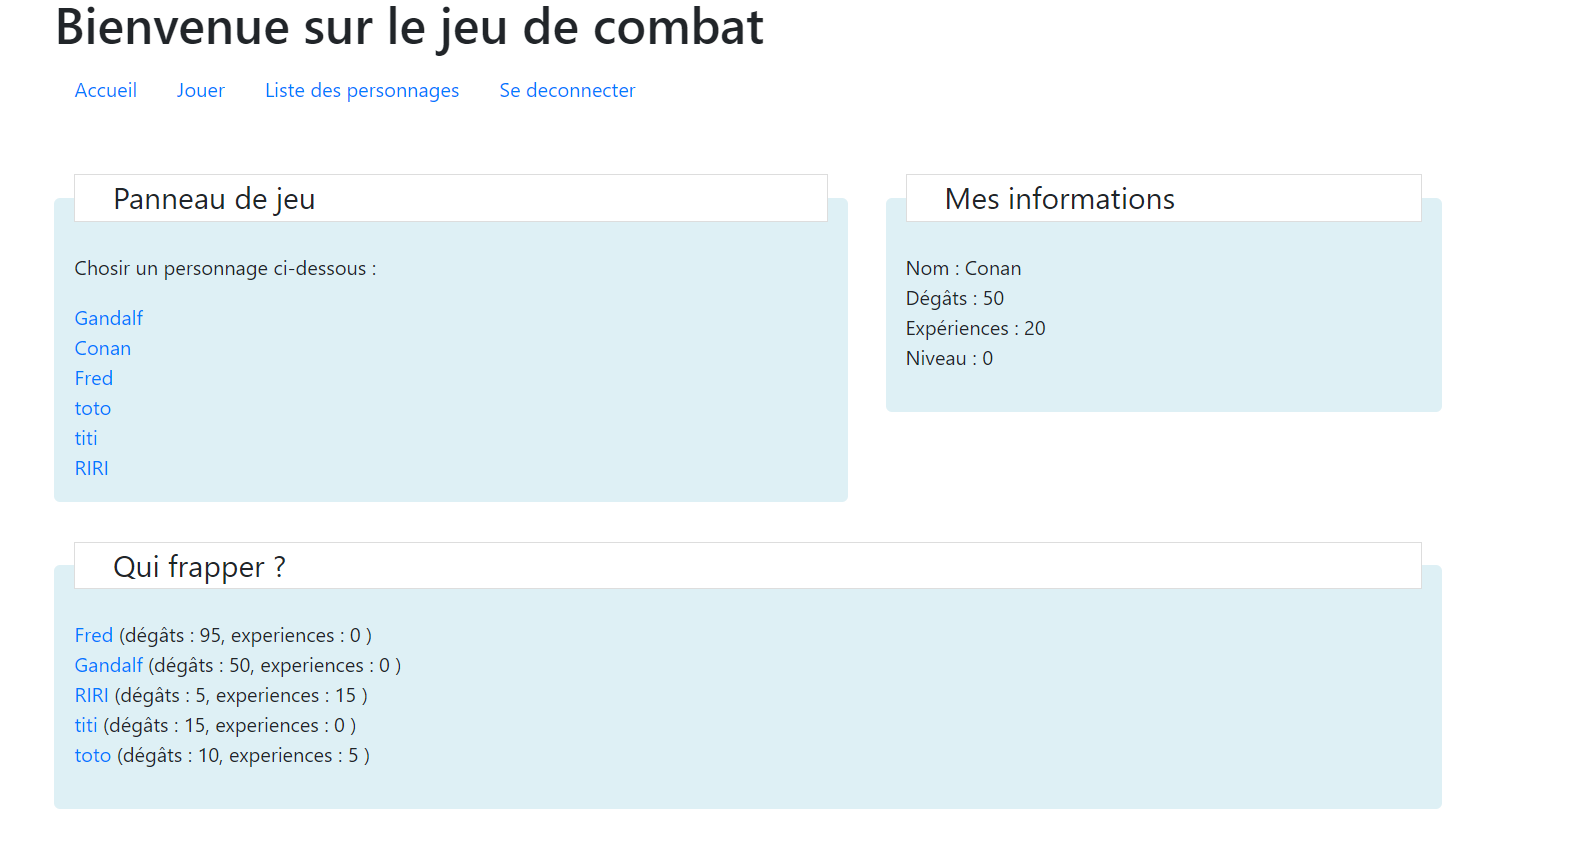 Bienvenue sur le jeu de combat
Accueil Jouer Liste des personnages Se deconnecter
Panneau de jeu
Chosir un personnage ci-dessous :
Gandalf
Conan
Fred
toto
titi
RIRI
Mes informations
Nom : Conan
Dégâts : 50
Expériences : 20
Niveau : 0
Qui frapper ?
Fred (dégâts : 95, experiences : 0 )
Gandalf (dégâts : 50, experiences : 0 )
RIRI (dégâts : 5, experiences : 15 )
titi (dégâts : 15, experiences : 0 )
toto (dégâts : 10, experiences : 5 )